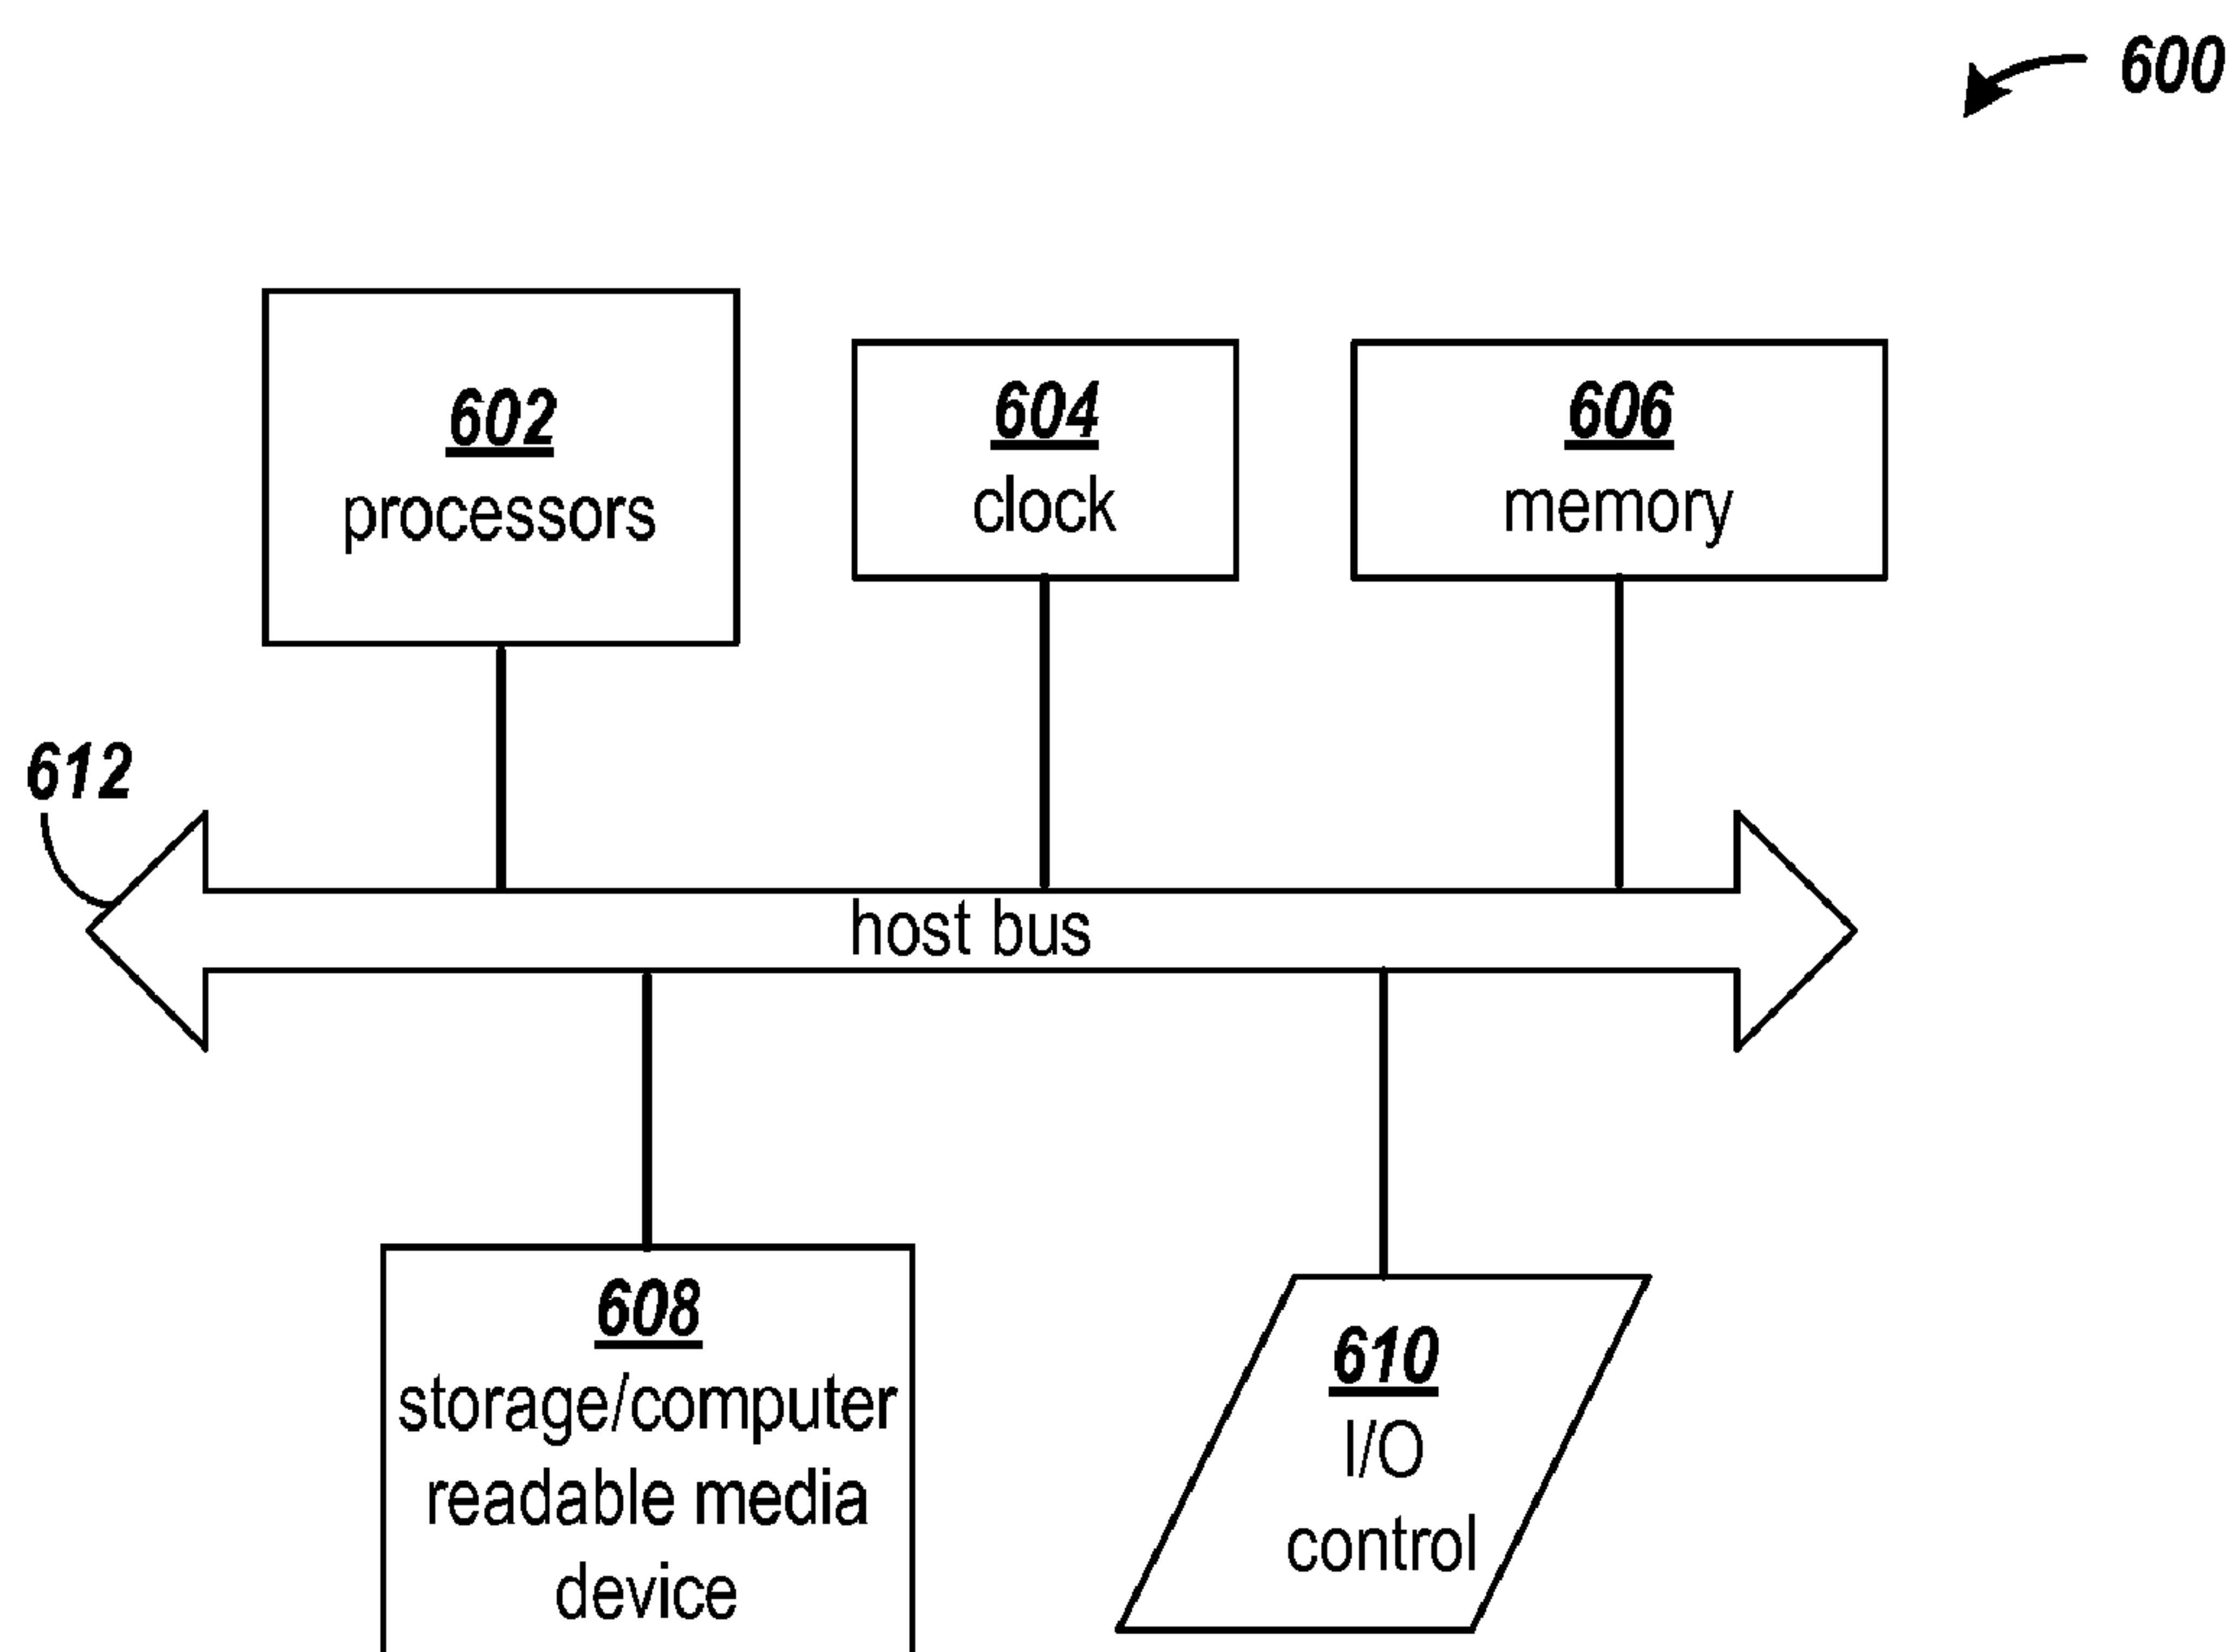 600
602
processors
604
clock
606
memory
612
host bus
608
storage/computer
readable media
device
610
I/O
control